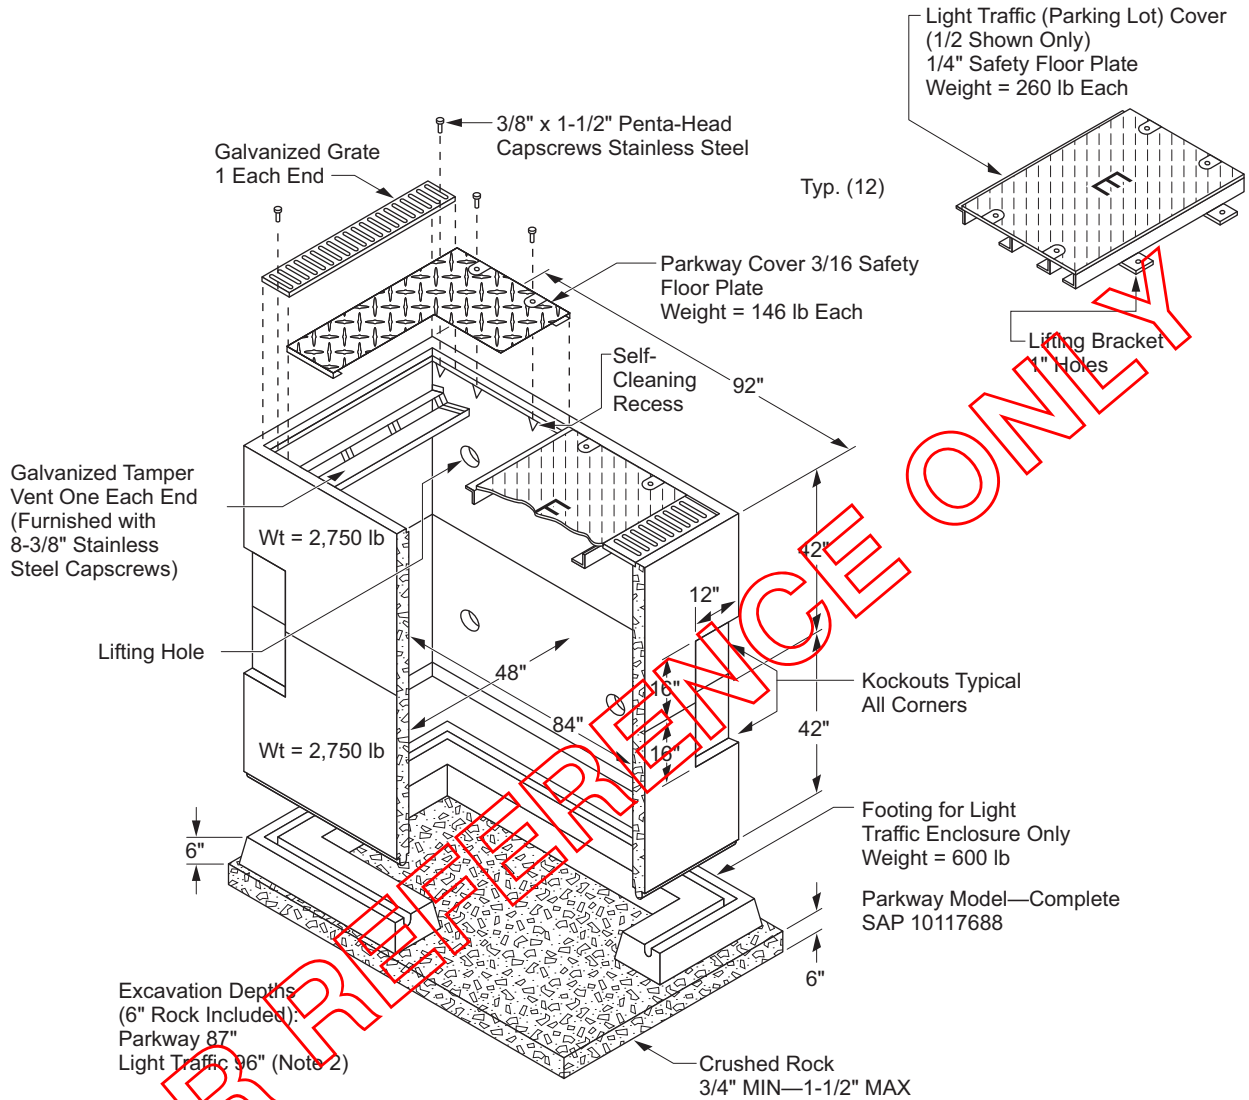 Light Traffic (Parking Lot) Cover
(1/2 Shown Only)
1/4" Safety Floor Plate
Weight = 260 lb Each
3/8" x 1-1/2" Penta-Head
Capscrews Stainless Steel
Galvanized Grate
1 Each End
Typ. (12)
E
Parkway Cover 3/16 Safety
Floor Plate
Weight = 146 lb Each
Lifting Bracket
1" Holes
Self-
Cleaning
Recess
92"
Galvanized Tamper
Vent One Each End
(Furnished with
8-3/8" Stainless
Steel Capscrews)
Wt = 2,750 lb
E
42"
12"
Lifting Hole
48"
16"
84"
16"
Kockouts Typical
All Corners
42"
Wt = 2,750 lb
6"
Footing for Light
Traffic Enclosure Only
Weight = 600 lb
Parkway Model—Complete
SAP 10117688
6"
Excavation Depths
(6" Rock Included):
Parkway 87"
Light Traffic 96" (Note 2)
Crushed Rock
3/4" MIN—1-1/2" MAX
R REFERENCE ONLY